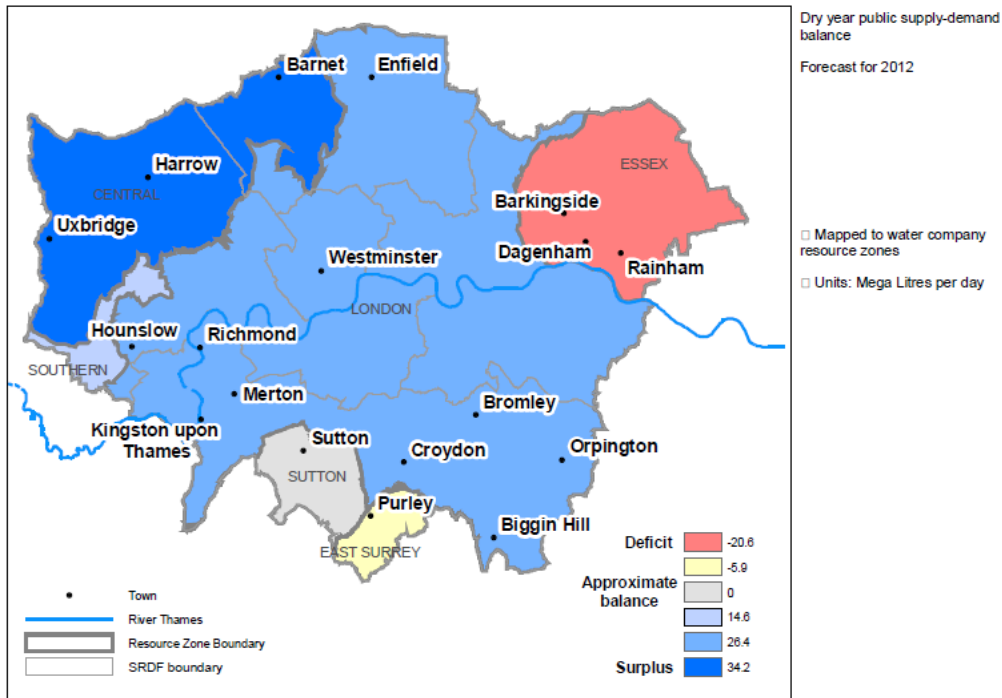 Dry year public supply-demand
balance
Forecast for 2012
Barnet
Enfield
Harrow
CENTRAL
ESSEX
Barkingside
Uxbridge
Dagenham
Rainham
Westminster
□ Mapped to water company
resource zones
□ Units: Mega Litres per day
LONDON
Hounslow
Richmond
SOUTHERN
Merton
Kingston upon
Thames
Bromley
Sutton
Croydon
Orpington
SUTTON
Purley
Biggin Hill
EAST SURREY
Deficit
-20.6
-5.9
Approximate
balance
0
14.6
26.4
Surplus
34.2
Town
River Thames
Resource Zone Boundary
SRDF boundary